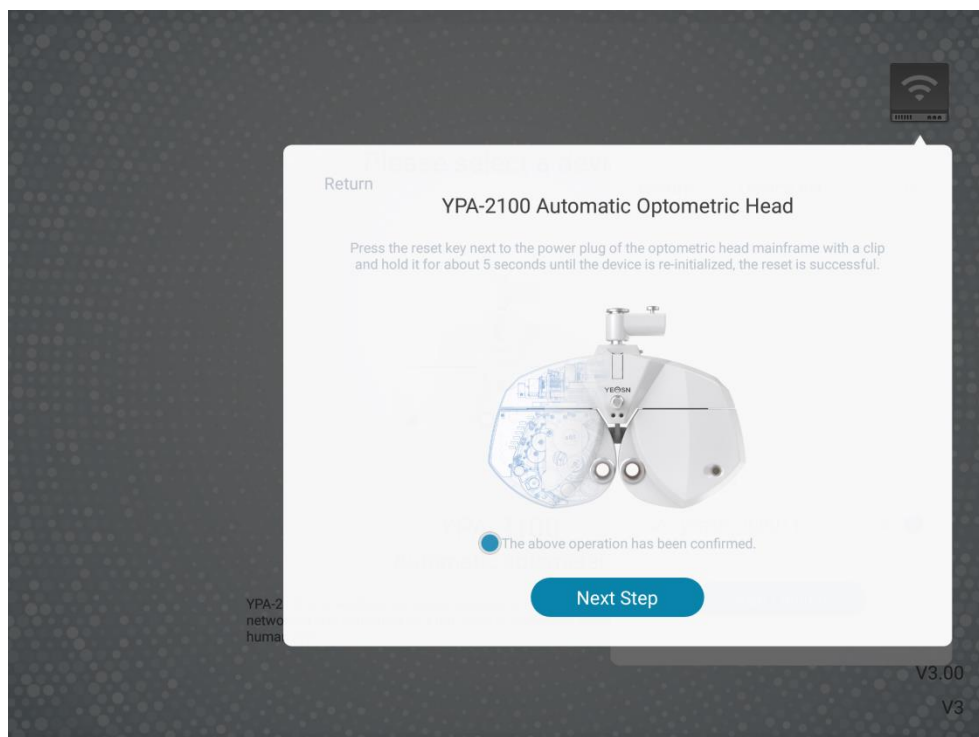 Return
YPA-2100 Automatic Optometric Head
Press the reset key next to the power plug of the optometric head mainframe with a clip
and hold it for about 5 seconds until the device is re-initialized, the reset is successful.
YEASN
The above operation has been confirmed.
Next Step
YPA-2
netwo
huma
V3.00
V3